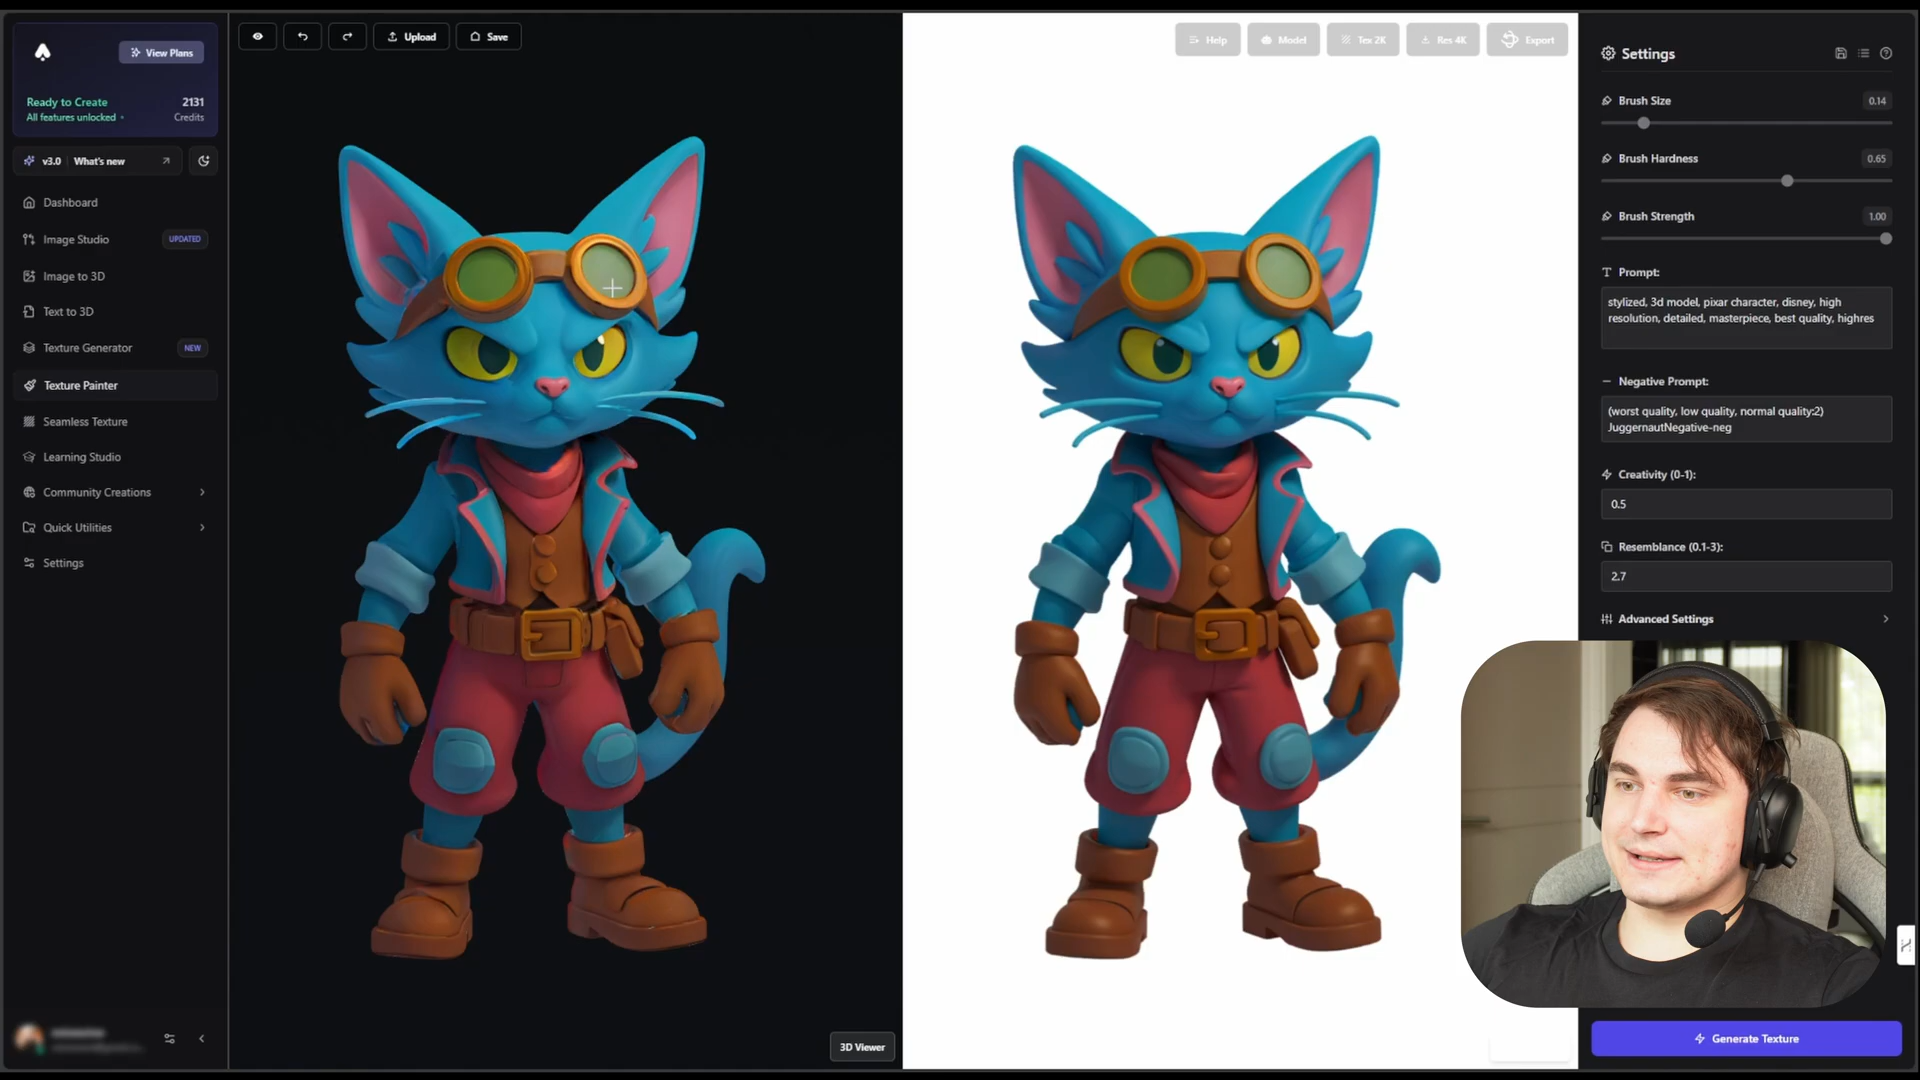 View Plans
Ready to Create
2131
All features unlocked
Credits
v3.0
What's new
Dashboard
Image Studio
UPDATED
Image to 3D
Text to 3D
Texture Generator
NEW
Texture Painter
Seamless Texture
Learning Studio
Community Creations
Quick Utilities
Settings
Upload
Save
Help
Model
Tex 2K
Res 4K
Export
3D Viewer
Settings
Brush Size
0.14
Brush Hardness
0.65
Brush Strength
1.00
Prompt:
stylized, 3d model, pixar character, disney, high
resolution, detailed, masterpiece, best quality, highres
Negative Prompt:
(worst quality, low quality, normal quality:2)
JuggernautNegative-neg
Creativity (0-1):
0.5
Resemblance (0.1-3):
2.7
Advanced Settings
Generate Texture